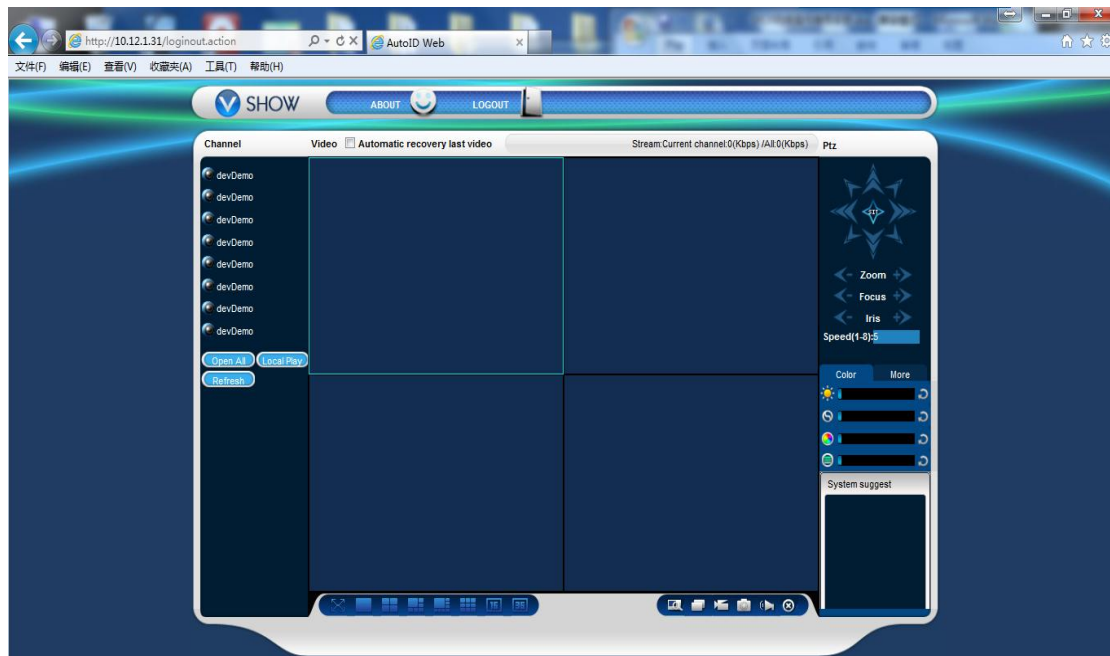 http://10.12.1.31/loginout.action
AutoID Web
文件(F) 编辑(E) 查看(V) 收藏夹(A) 工具(T) 帮助(H)
V SHOW
ABOUT
LOGOUT
Channel
Video
Automatic recovery last video
Stream:Current channel:0(Kbps) /All:0(Kbps)
Ptz
devDemo
devDemo
devDemo
devDemo
devDemo
devDemo
devDemo
devDemo
Open All
Local Play
Refresh
SIT
Zoom
Focus
Iris
Speed(1-8):5
Color
More
System suggest
16